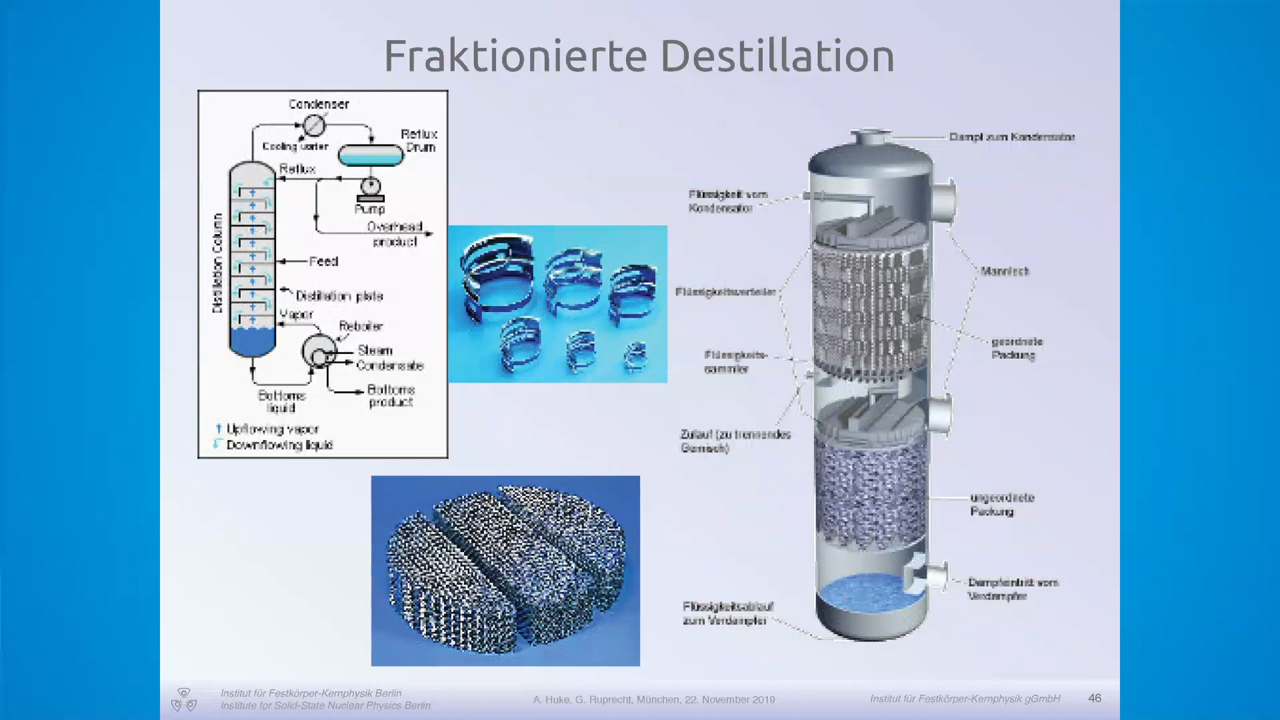 Fraktionierte Destillation
Condenser
Cooling water
Reflux
Drum
Reflux
Pump
Overhead
product
Distillation Column
Feed
Distillation plate
Vapor
Reboiler
Steam
Condensate
Bottoms
liquid
Bottoms
product
Upflowing vapor
Downflowing liquid
Dampf zum Kondensator
Flüssigkeit vom
Kondensator
Mannloch
Flüssigkeitsverteiler
geordnete
Packung
Flüssigkeits-
sammler
Zulauf (zu trennendes
Gemisch)
ungeordnete
Packung
Dampfeintritt vom
Verdampfer
Flüssigkeitsablauf
zum Verdampfer
Institut für Festkörper-Kernphysik Berlin
Institute for Solid-State Nuclear Physics Berlin
A. Huke, G. Ruprecht, München, 22. November 2019
Institut für Festkörper-Kernphysik gGmbH
46